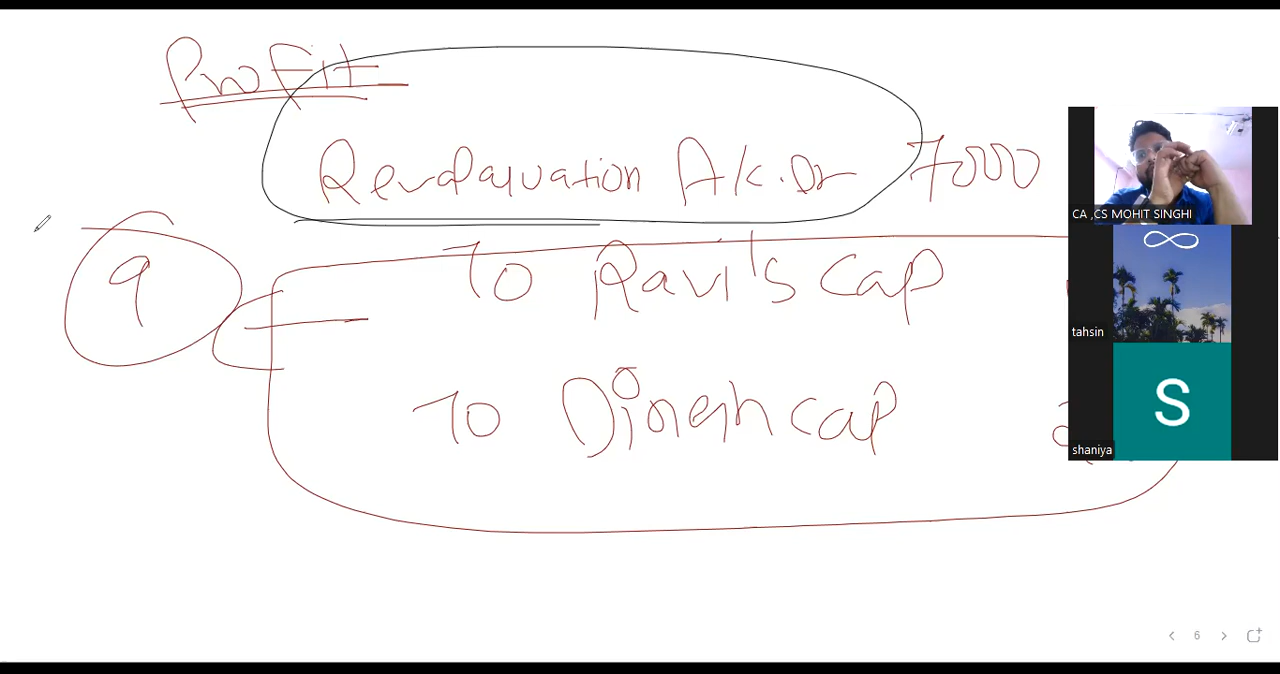 Profit
Revaluation A/c. Dr 7000
9
To Ravi's cap
To Dinesh cap
CA ,CS MOHIT SINGHI
tahsin
S
shaniya
6